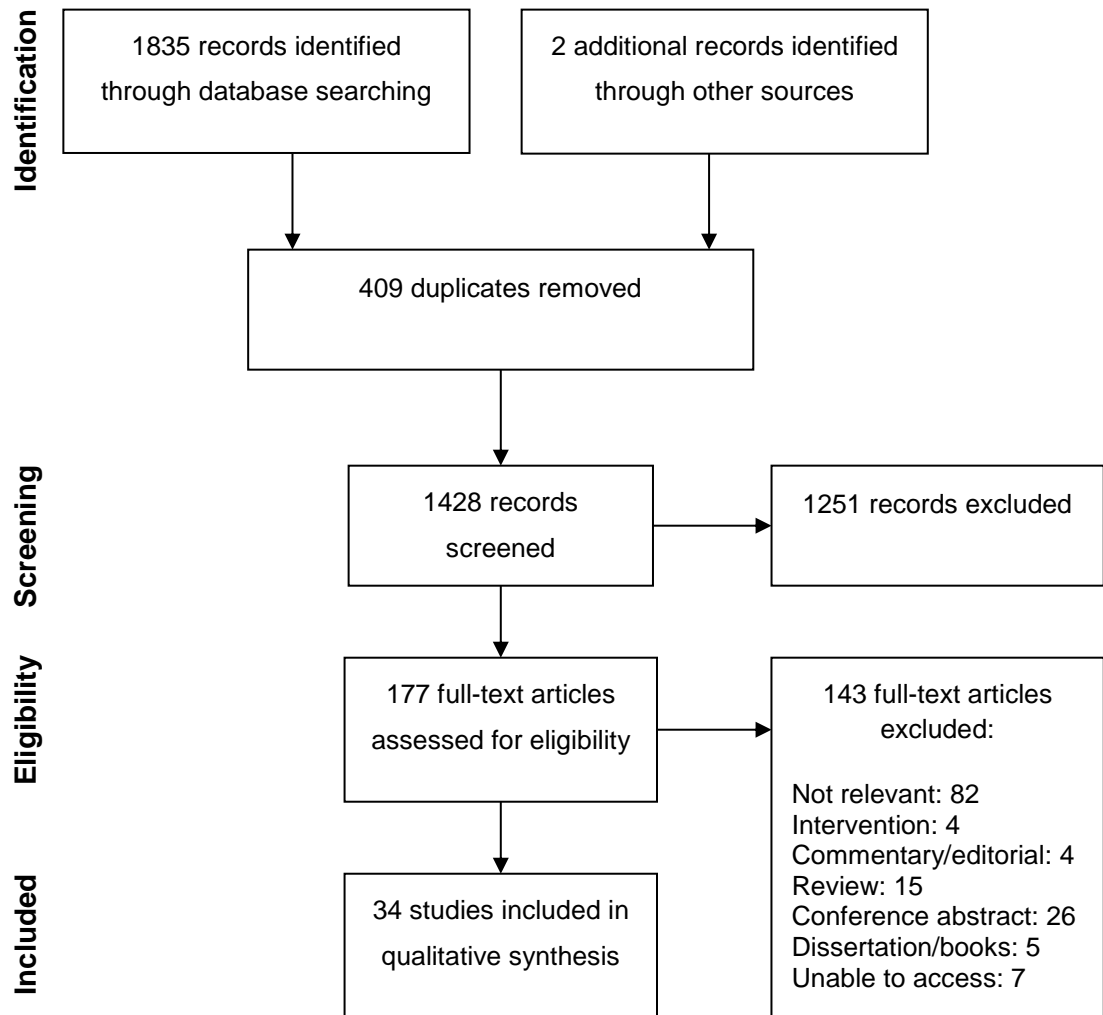 Identification
1835 records identified
through database searching
2 additional records identified
through other sources
409 duplicates removed
Screening
1428 records
screened
1251 records excluded
Eligibility
177 full-text articles
assessed for eligibility
143 full-text articles
excluded:
Not relevant: 82
Intervention: 4
Commentary/editorial: 4
Review: 15
Conference abstract: 26
Dissertation/books: 5
Unable to access: 7
Included
34 studies included in
qualitative synthesis